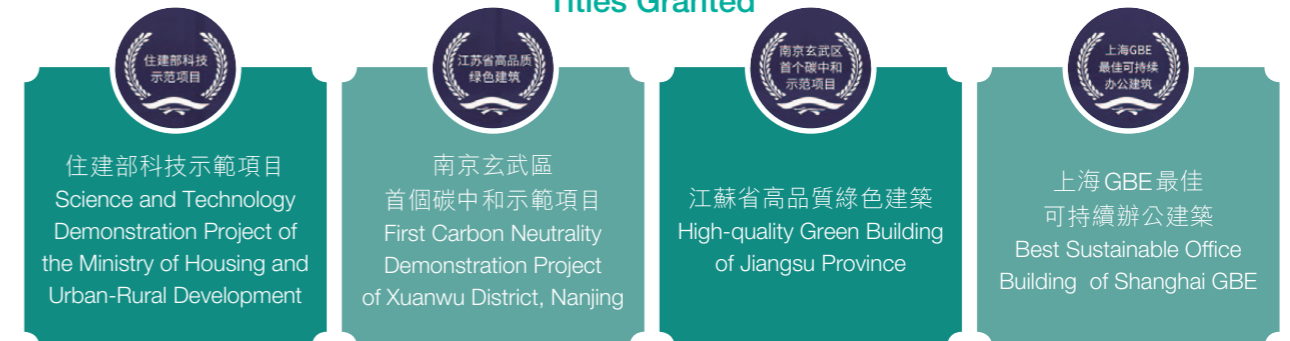 Titles Granted
住建部科技
示范项目
住建部科技示範項目
Science and Technology
Demonstration Project of
the Ministry of Housing and
Urban-Rural Development
江苏省高品质
绿色建筑
南京玄武區
首個碳中和示範項目
First Carbon Neutrality
Demonstration Project
of Xuanwu District, Nanjing
南京玄武区
首个碳中和
示范项目
江蘇省高品質綠色建築
High-quality Green Building
of Jiangsu Province
上海GBE
最佳可持续
办公建筑
上海GBE最佳
可持續辦公建築
Best Sustainable Office
Building of Shanghai GBE